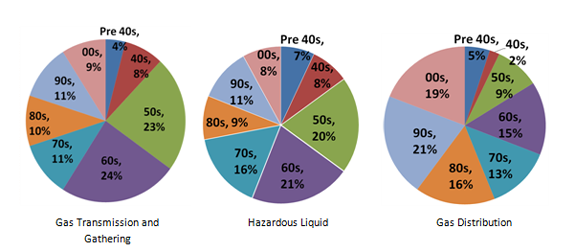 Pre 40s,
4%
40s,
8%
50s,
23%
60s,
24%
70s,
11%
80s,
10%
90s,
11%
00s,
9%
Gas Transmission and
Gathering
Pre 40s,
7%
40s,
8%
50s,
20%
60s,
21%
70s,
16%
80s, 9%
90s,
11%
00s,
8%
Hazardous Liquid
Pre 40s,
5%
40s,
2%
50s,
9%
60s,
15%
70s,
13%
80s,
16%
90s,
21%
00s,
19%
Gas Distribution